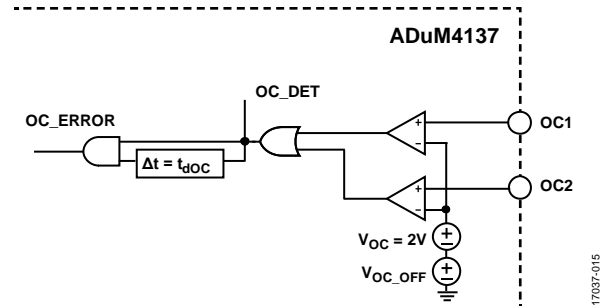 ADuM4137
OC_DET
OC_ERROR
Δt = tdOC
+
–
OC1
+
–
OC2
VOC = 2V
+
–
VOC_OFF
+
–
17037-015